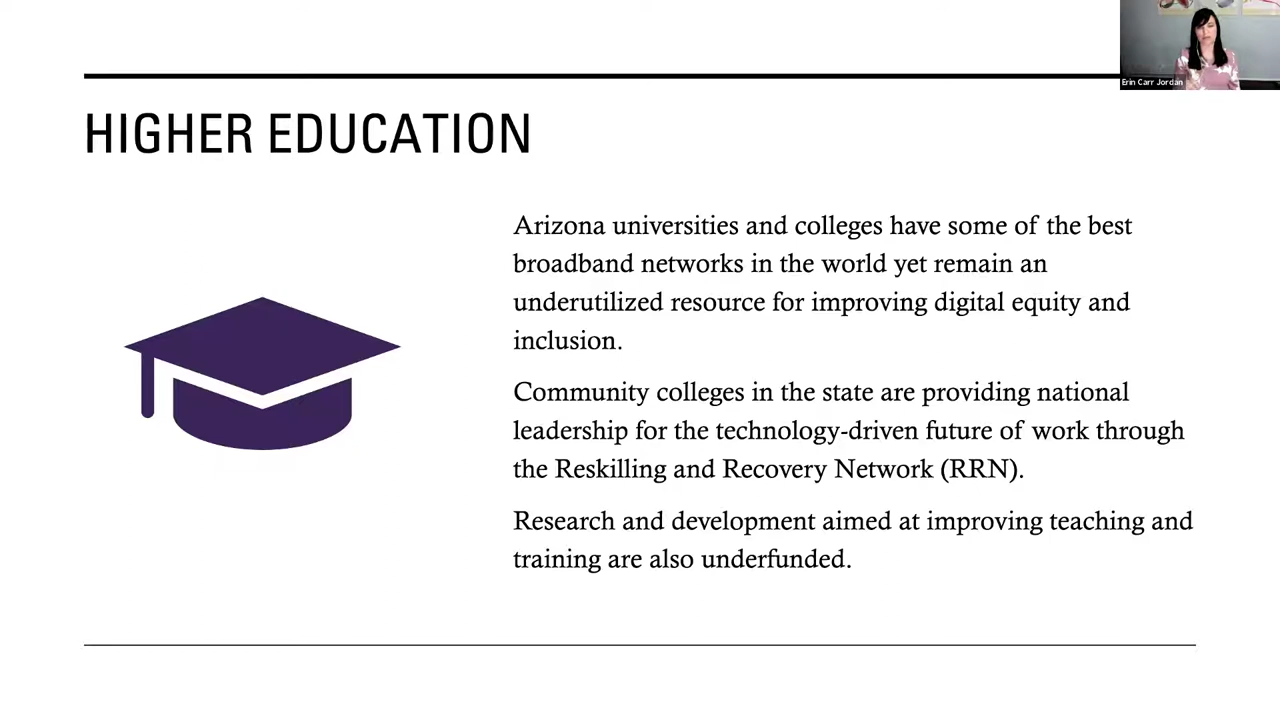 Erin Carr Jordan
HIGHER EDUCATION
Arizona universities and colleges have some of the best
broadband networks in the world yet remain an
underutilized resource for improving digital equity and
inclusion.
Community colleges in the state are providing national
leadership for the technology-driven future of work through
the Reskilling and Recovery Network (RRN).
Research and development aimed at improving teaching and
training are also underfunded.